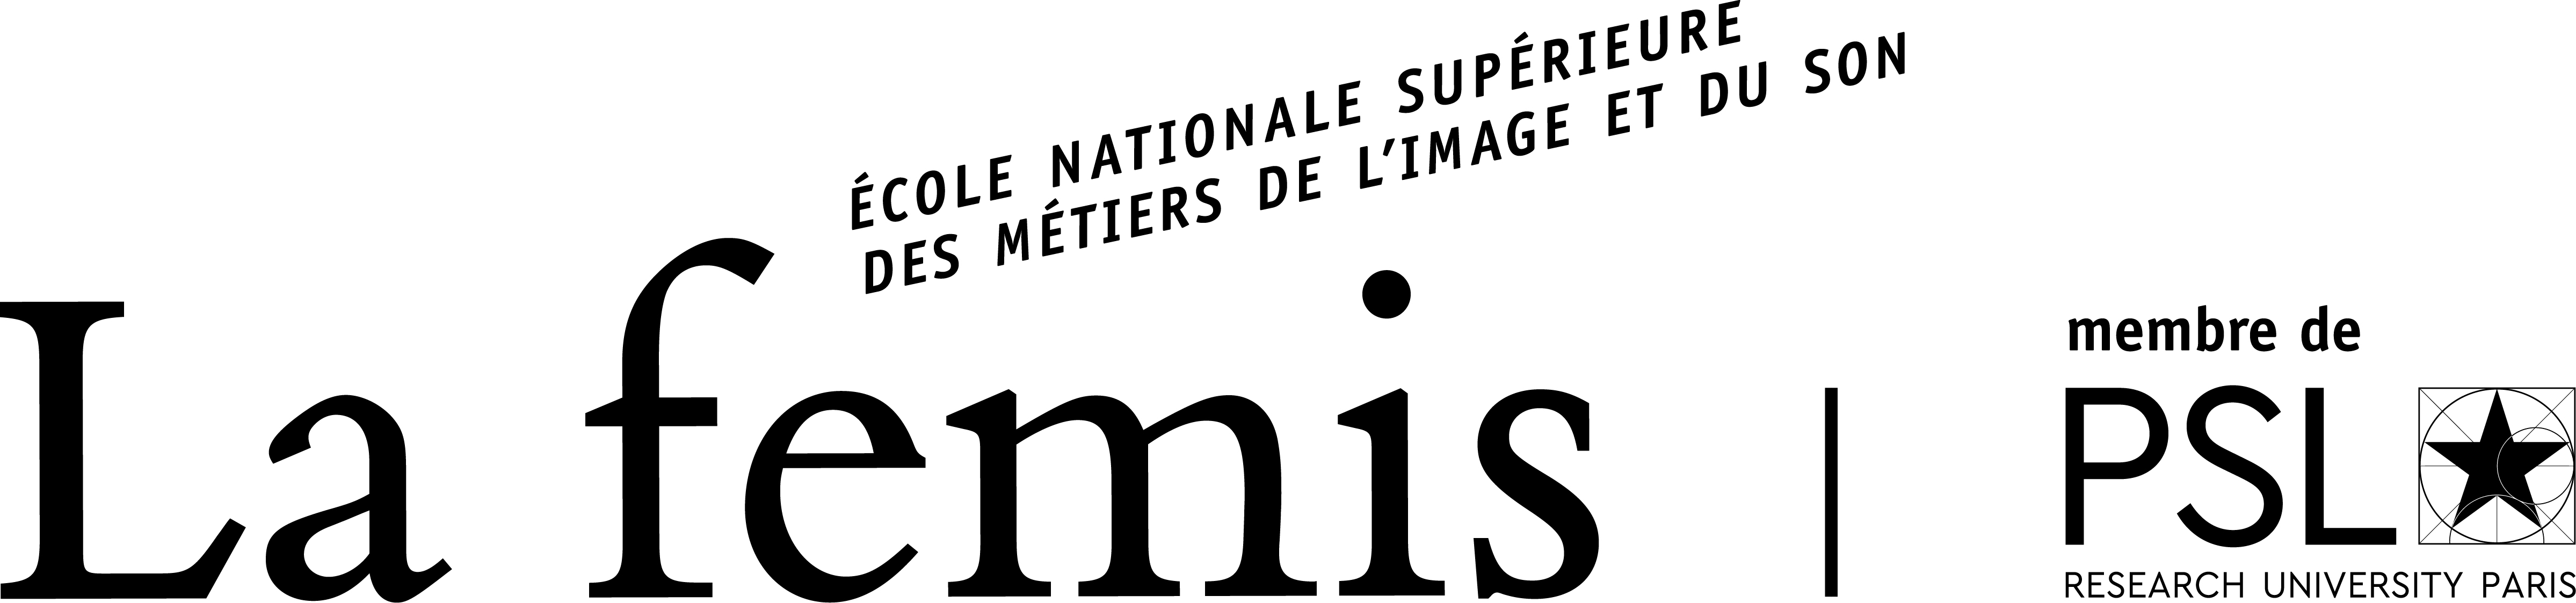 ÉCOLE NATIONALE SUPÉRIEURE
DES MÉTIERS DE L'IMAGE ET DU SON
La femis
membre de
PSL
RESEARCH UNIVERSITY PARIS